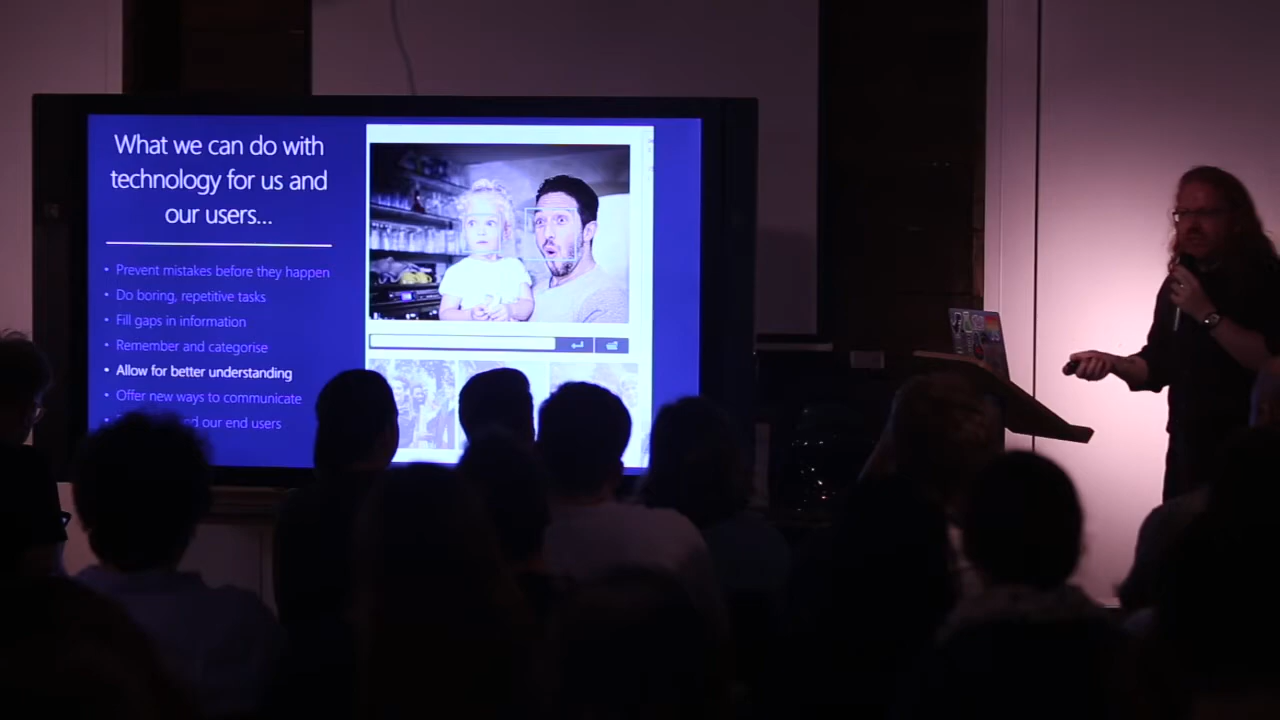 What we can do with
technology for us and
our users...
• Prevent mistakes before they happen
• Do boring, repetitive tasks
• Fill gaps in information
• Remember and categorise
• Allow for better understanding
• Offer new ways to communicate
our end users